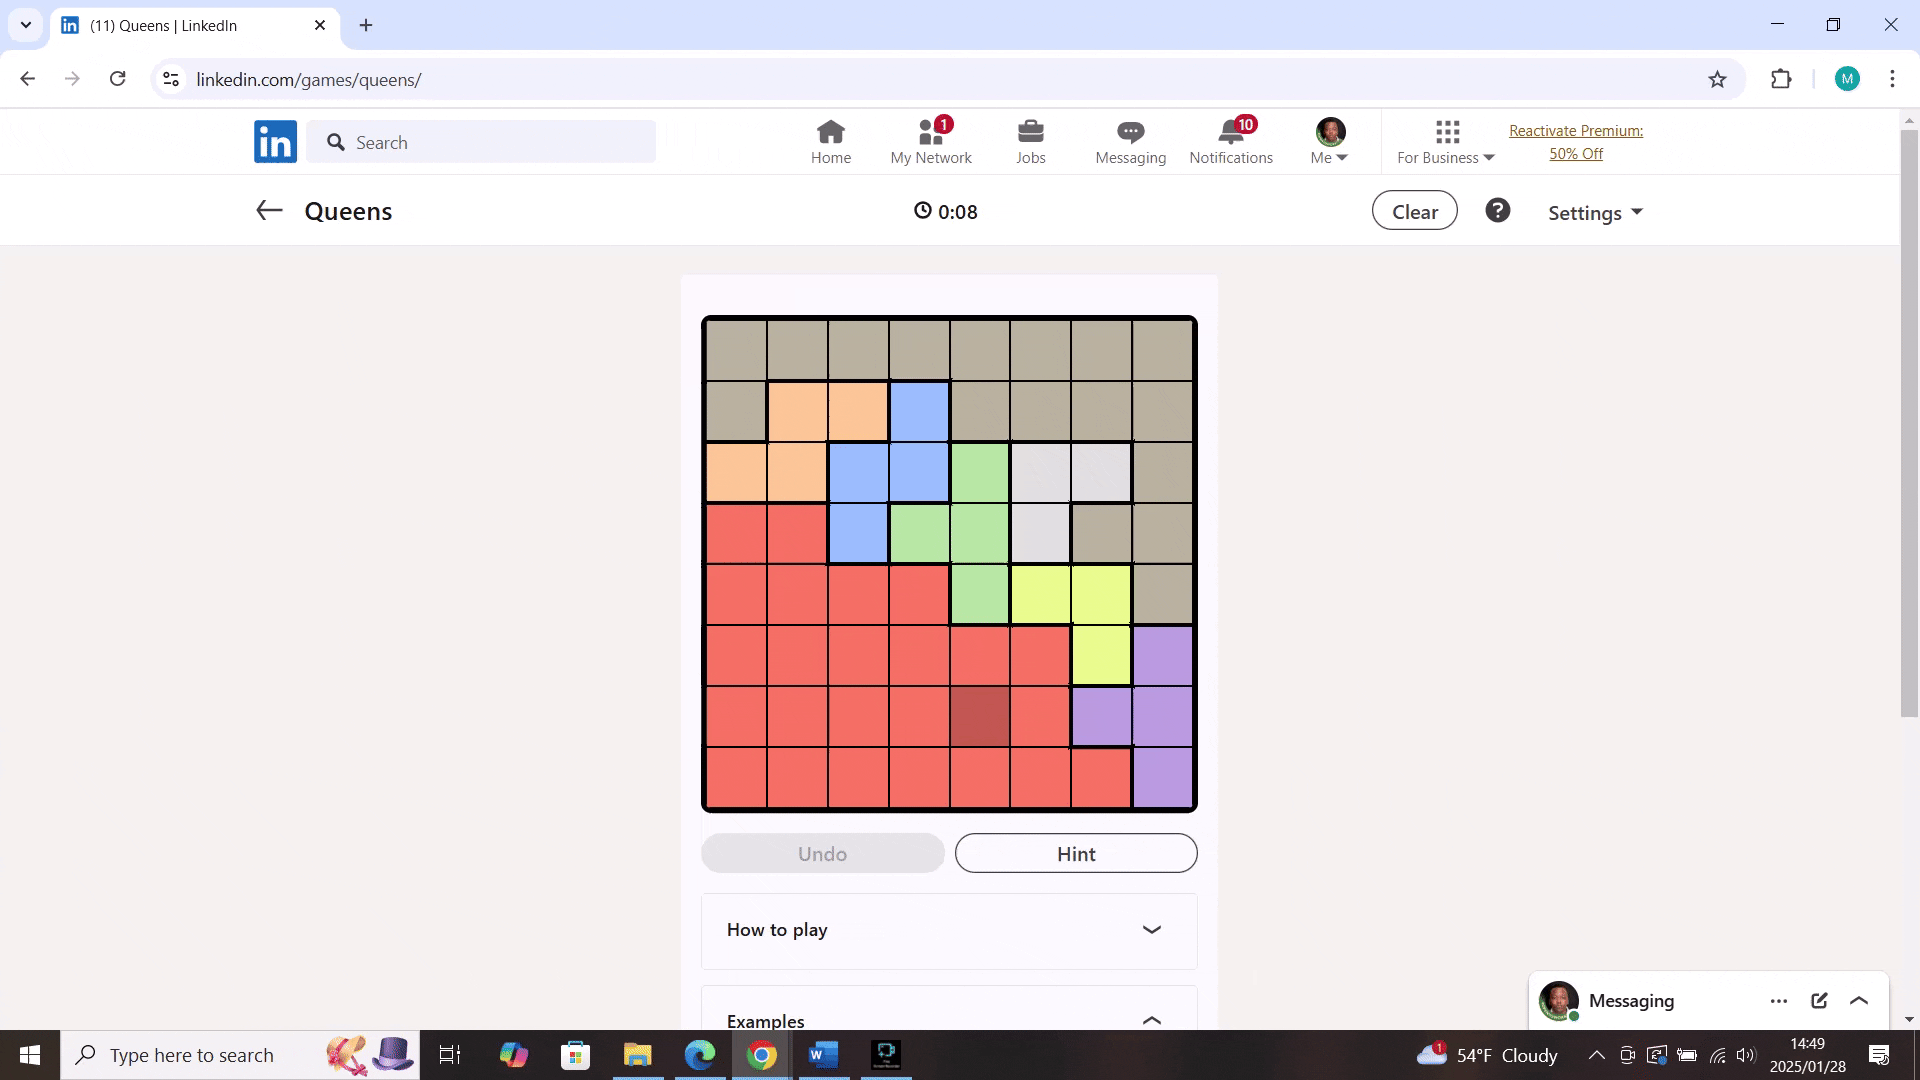 (11) Queens | LinkedIn
linkedin.com/games/queens/
M
in
Search
Home
1
My Network
Jobs
Messaging
10
Notifications
Me
For Business
Reactivate Premium:
50% Off
Queens
0:08
Clear
?
Settings
Undo
Hint
How to play
Examples
Messaging
Type here to search
1
54°F Cloudy
14:49
2025/01/28